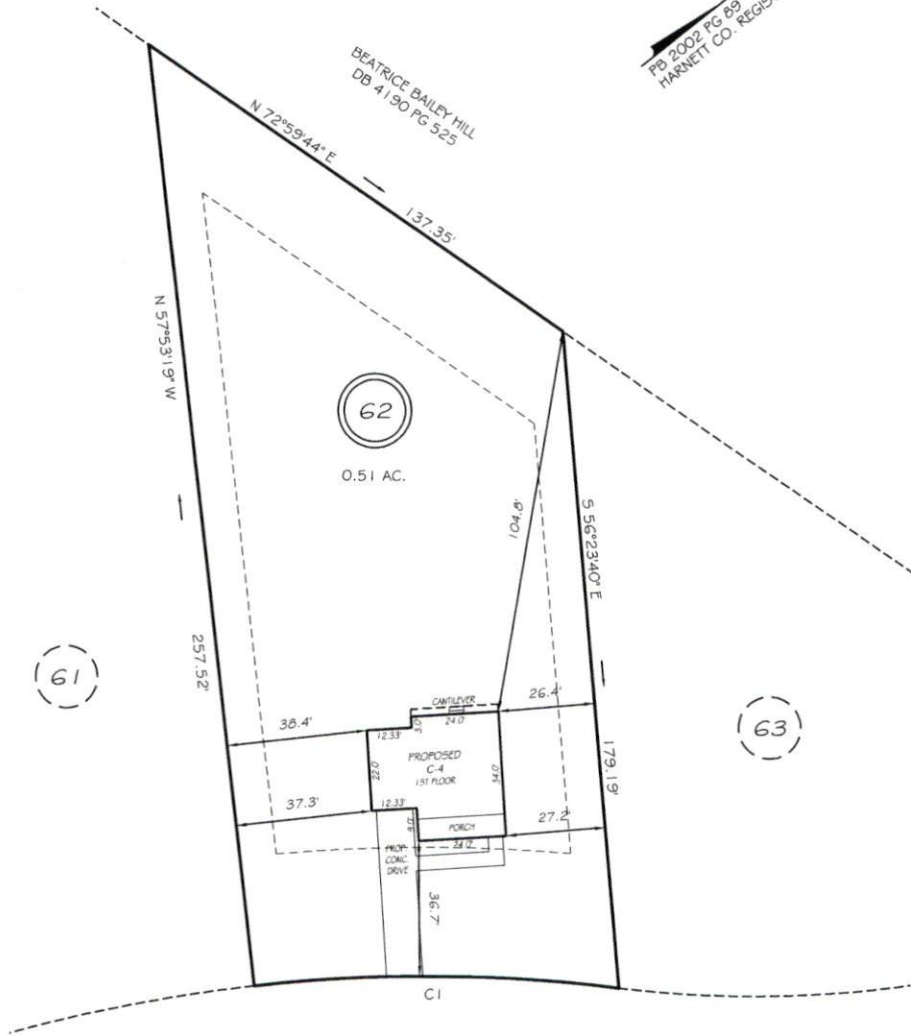 PB 2002 PG 89
HARNETT CO. REGIS
BEATRICE BAILEY HILL
DB 4190 PG 525
N 72°59'44" E
137.35'
N 57°53'19" W
62
0.51 AC.
104.8'
S 56°23'40" E
257.52'
61
63
CANTILEVER
26.4'
24.0'
38.4'
12.33'
PROPOSED
C-4
1ST FLOOR
22.0'
34.0'
179.19'
37.3'
12.33'
27.2'
PORCH
24.0'
PROP.
CONC.
DRIVE
36.7'
C1